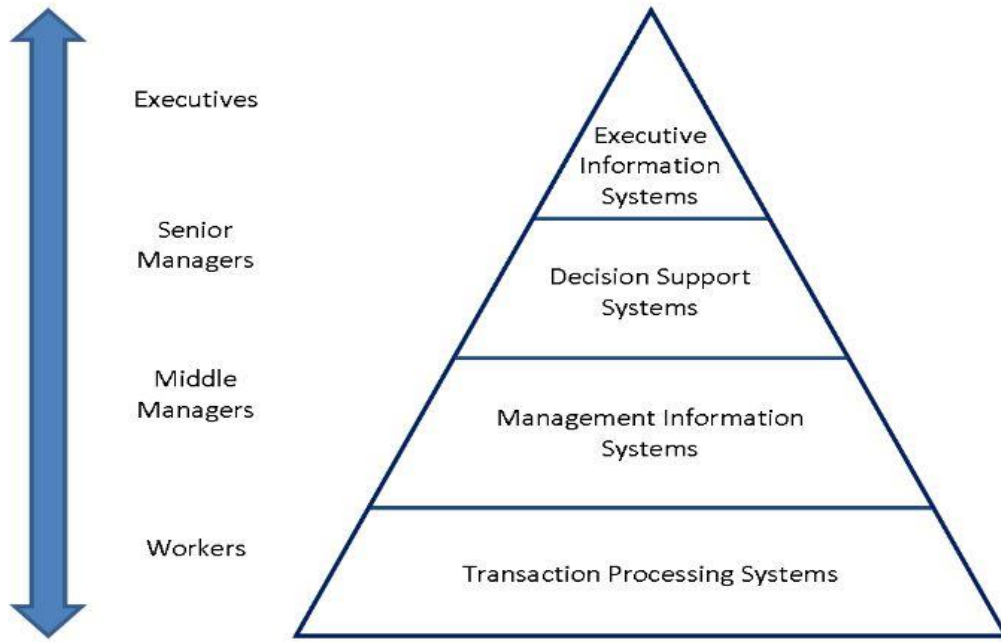 Executives
Executive
Information
Systems
Senior
Managers
Decision Support
Systems
Middle
Managers
Management Information
Systems
Workers
Transaction Processing Systems